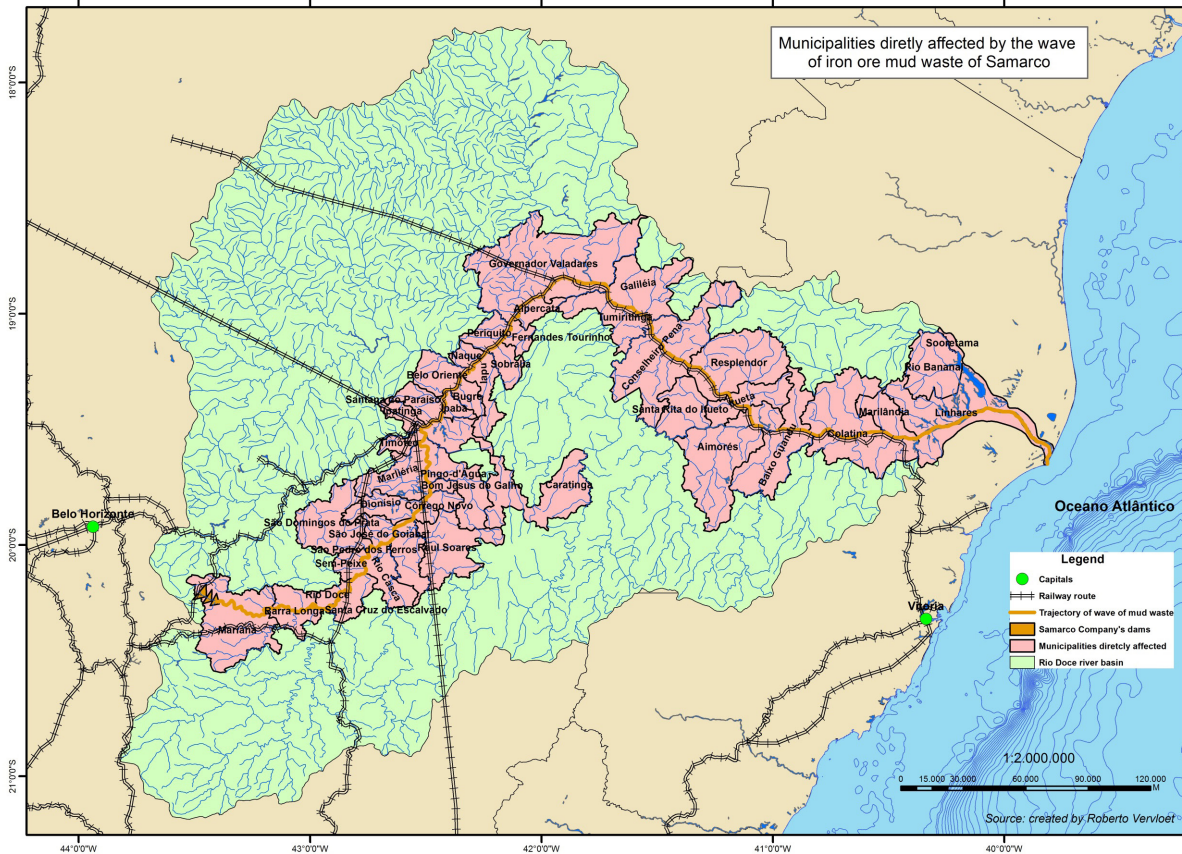 Municipalities diretly affected by the wave
of iron ore mud waste of Samarco
18°0'0"S
19°0'0"S
20°0'0"S
21°0'0"S
Governador Valadares
Galiléia
Alpercata
Tumiritinga
Periquito
Fernandes Tourinho
Conselheiro Pena
Sooretama
Naque
Sobrália
Resplendor
Rio Bananal
Belo Oriente
Iapu
Bugre
Santana do Paraíso
Ipaba
Ipatinga
Itueta
Santa Rita do Itueto
Marilândia
Linhares
Timóteo
Colatina
Aimorés
Baixo Guandu
Marliéria
Pingo-d'Água
Bom Jesus do Galho
Caratinga
Dionísio
Córrego Novo
Belo Horizonte
São Domingos do Prata
São José do Goiabal
São Pedro dos Ferros
Raul Soares
Sem-Peixe
Rio Casca
Rio Doce
Barra Longa
Santa Cruz do Escalvado
Mariana
Vitória
Oceano Atlântico
Legend
Capitals
Railway route
Trajectory of wave of mud waste
Samarco Company's dams
Municipalities diretcly affected
Rio Doce river basin
1:2.000.000
0 15.000 30.000 60.000 90.000 120.000
M
Source: created by Roberto Vervloet
44°0'0"W 43°0'0"W 42°0'0"W 41°0'0"W 40°0'0"W